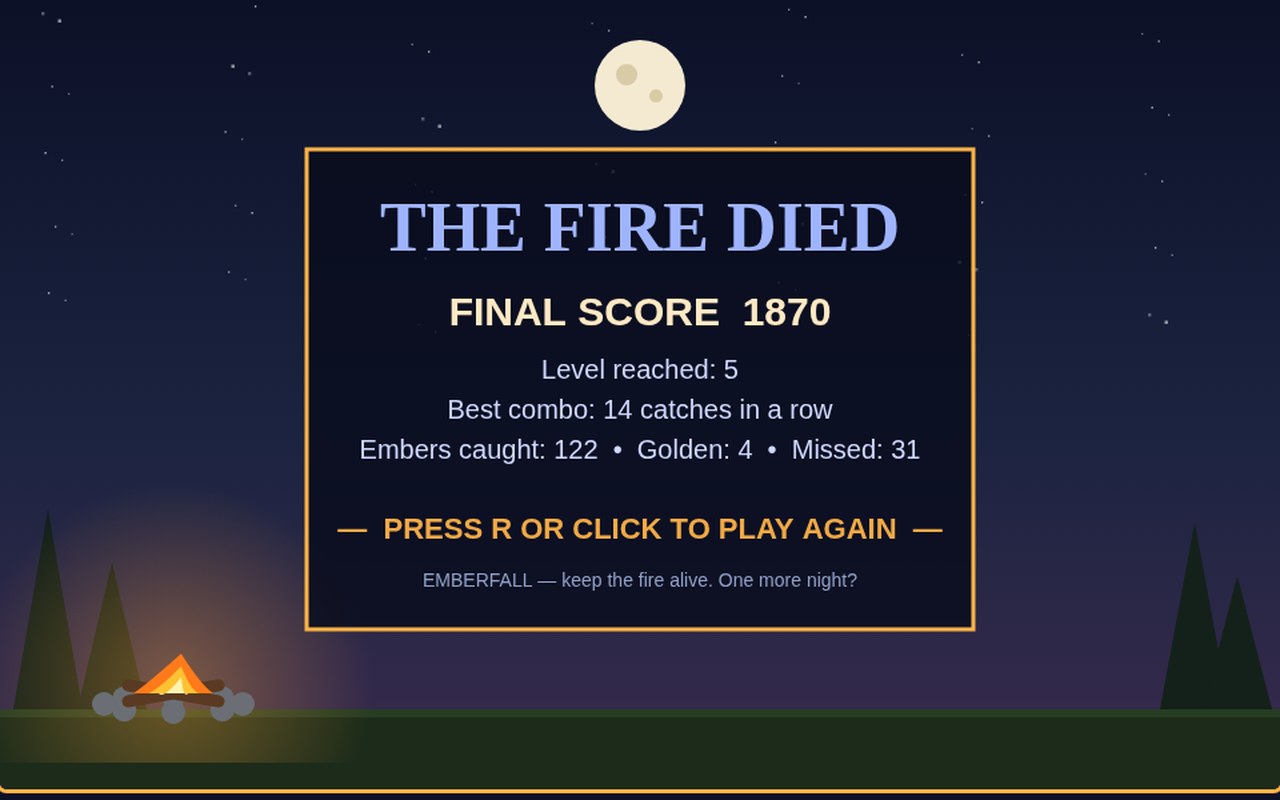 THE FIRE DIED
FINAL SCORE  1870
Level reached: 5
Best combo: 14 catches in a row
Embers caught: 122  •  Golden: 4  •  Missed: 31
—  PRESS R OR CLICK TO PLAY AGAIN  —
EMBERFALL — keep the fire alive. One more night?